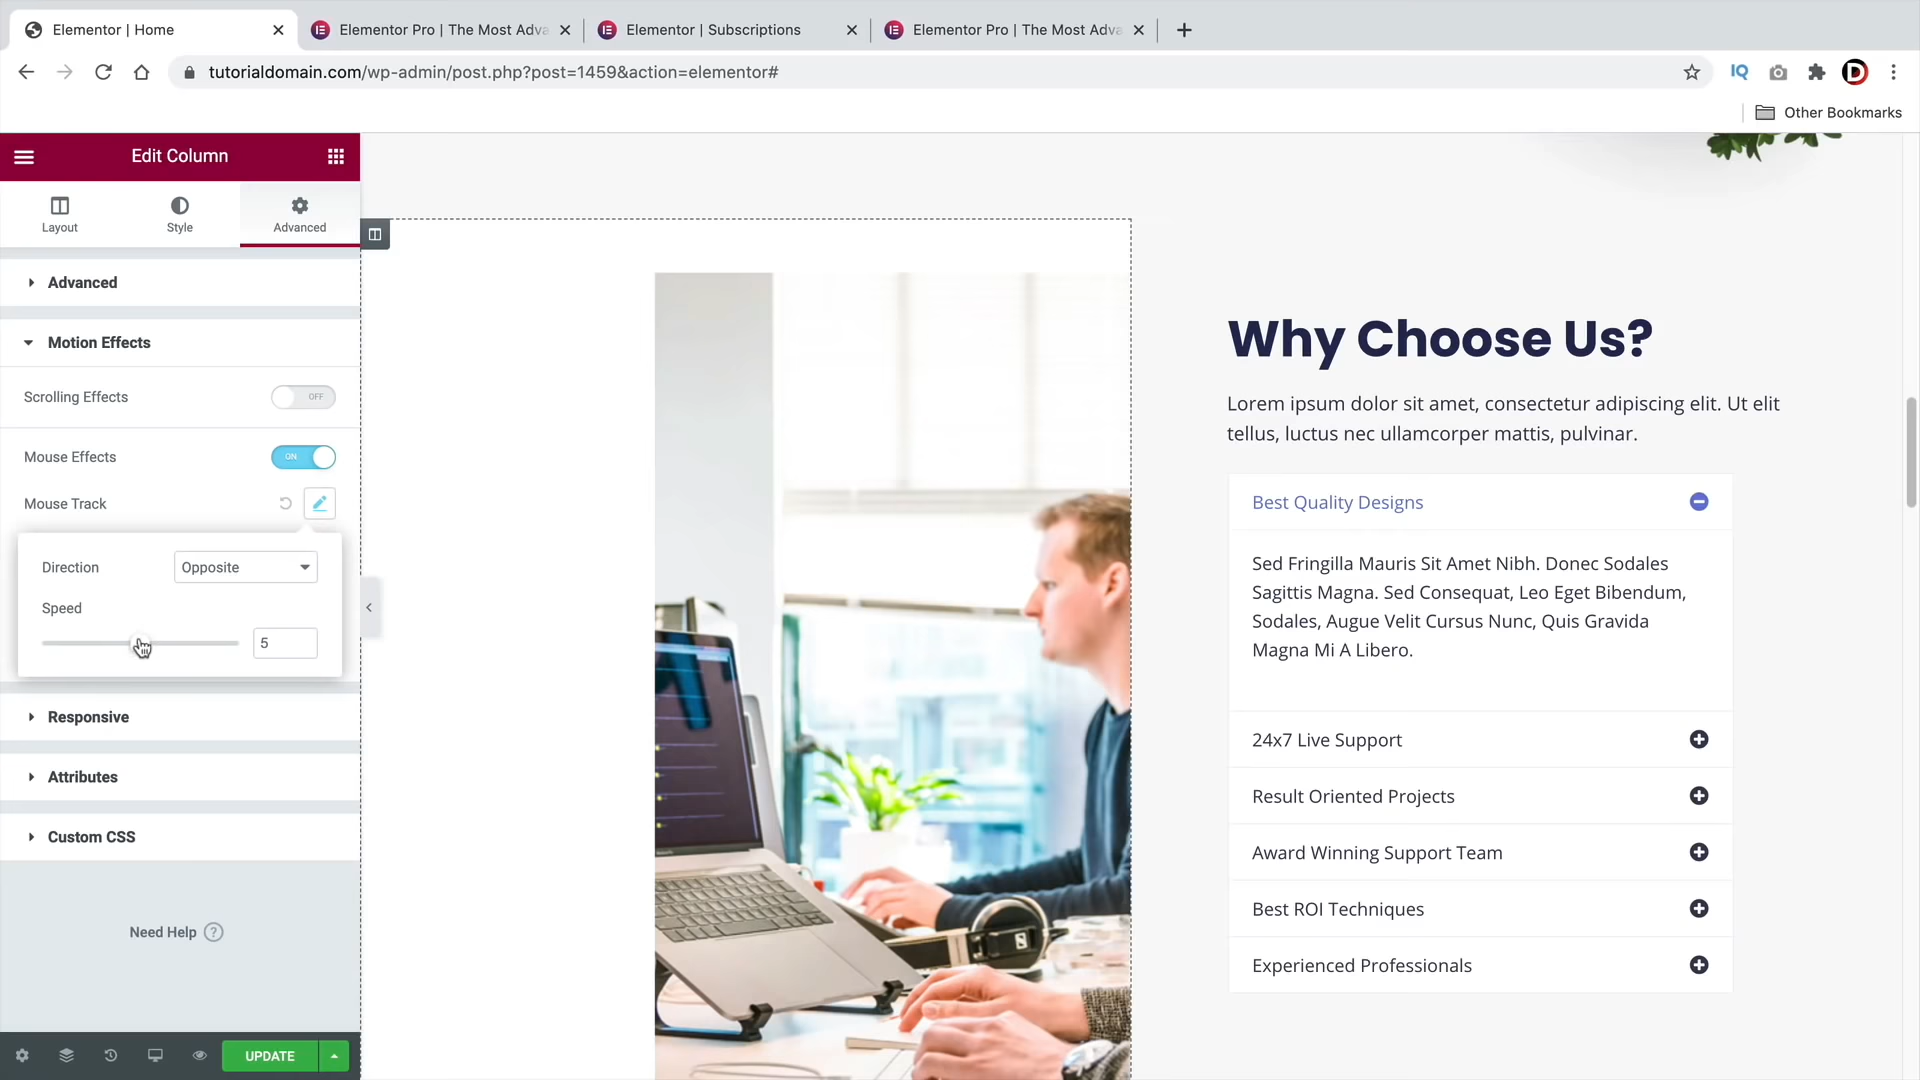 Elementor | Home
Elementor Pro | The Most Adva
Elementor | Subscriptions
Elementor Pro | The Most Adva
tutorialdomain.com/wp-admin/post.php?post=1459&action=elementor#
IQ
D
Other Bookmarks
Edit Column
Layout
Style
Advanced
Advanced
Motion Effects
Scrolling Effects
OFF
Mouse Effects
ON
Mouse Track
Direction
Opposite
Speed
5
Responsive
Attributes
Custom CSS
Need Help ?
UPDATE
Why Choose Us?
Lorem ipsum dolor sit amet, consectetur adipiscing elit. Ut elit
tellus, luctus nec ullamcorper mattis, pulvinar.
Best Quality Designs
Sed Fringilla Mauris Sit Amet Nibh. Donec Sodales
Sagittis Magna. Sed Consequat, Leo Eget Bibendum,
Sodales, Augue Velit Cursus Nunc, Quis Gravida
Magna Mi A Libero.
24x7 Live Support
Result Oriented Projects
Award Winning Support Team
Best ROI Techniques
Experienced Professionals